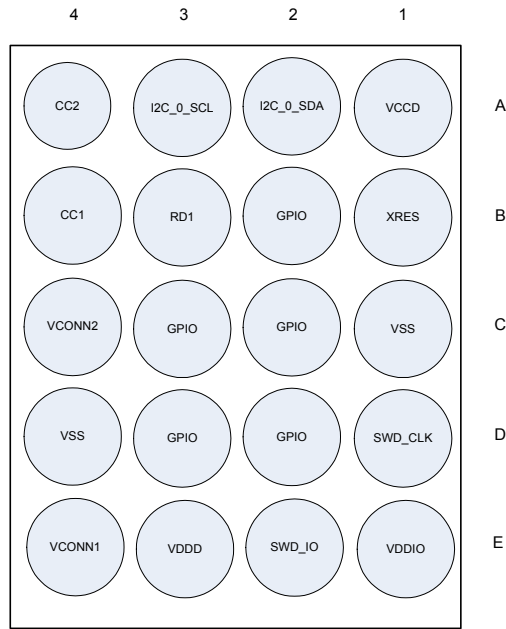 4 3 2 1
CC2 I2C_0_SCL I2C_0_SDA VCCD A
CC1 RD1 GPIO XRES B
VCONN2 GPIO GPIO VSS C
VSS GPIO GPIO SWD_CLK D
VCONN1 VDDD SWD_IO VDDIO E